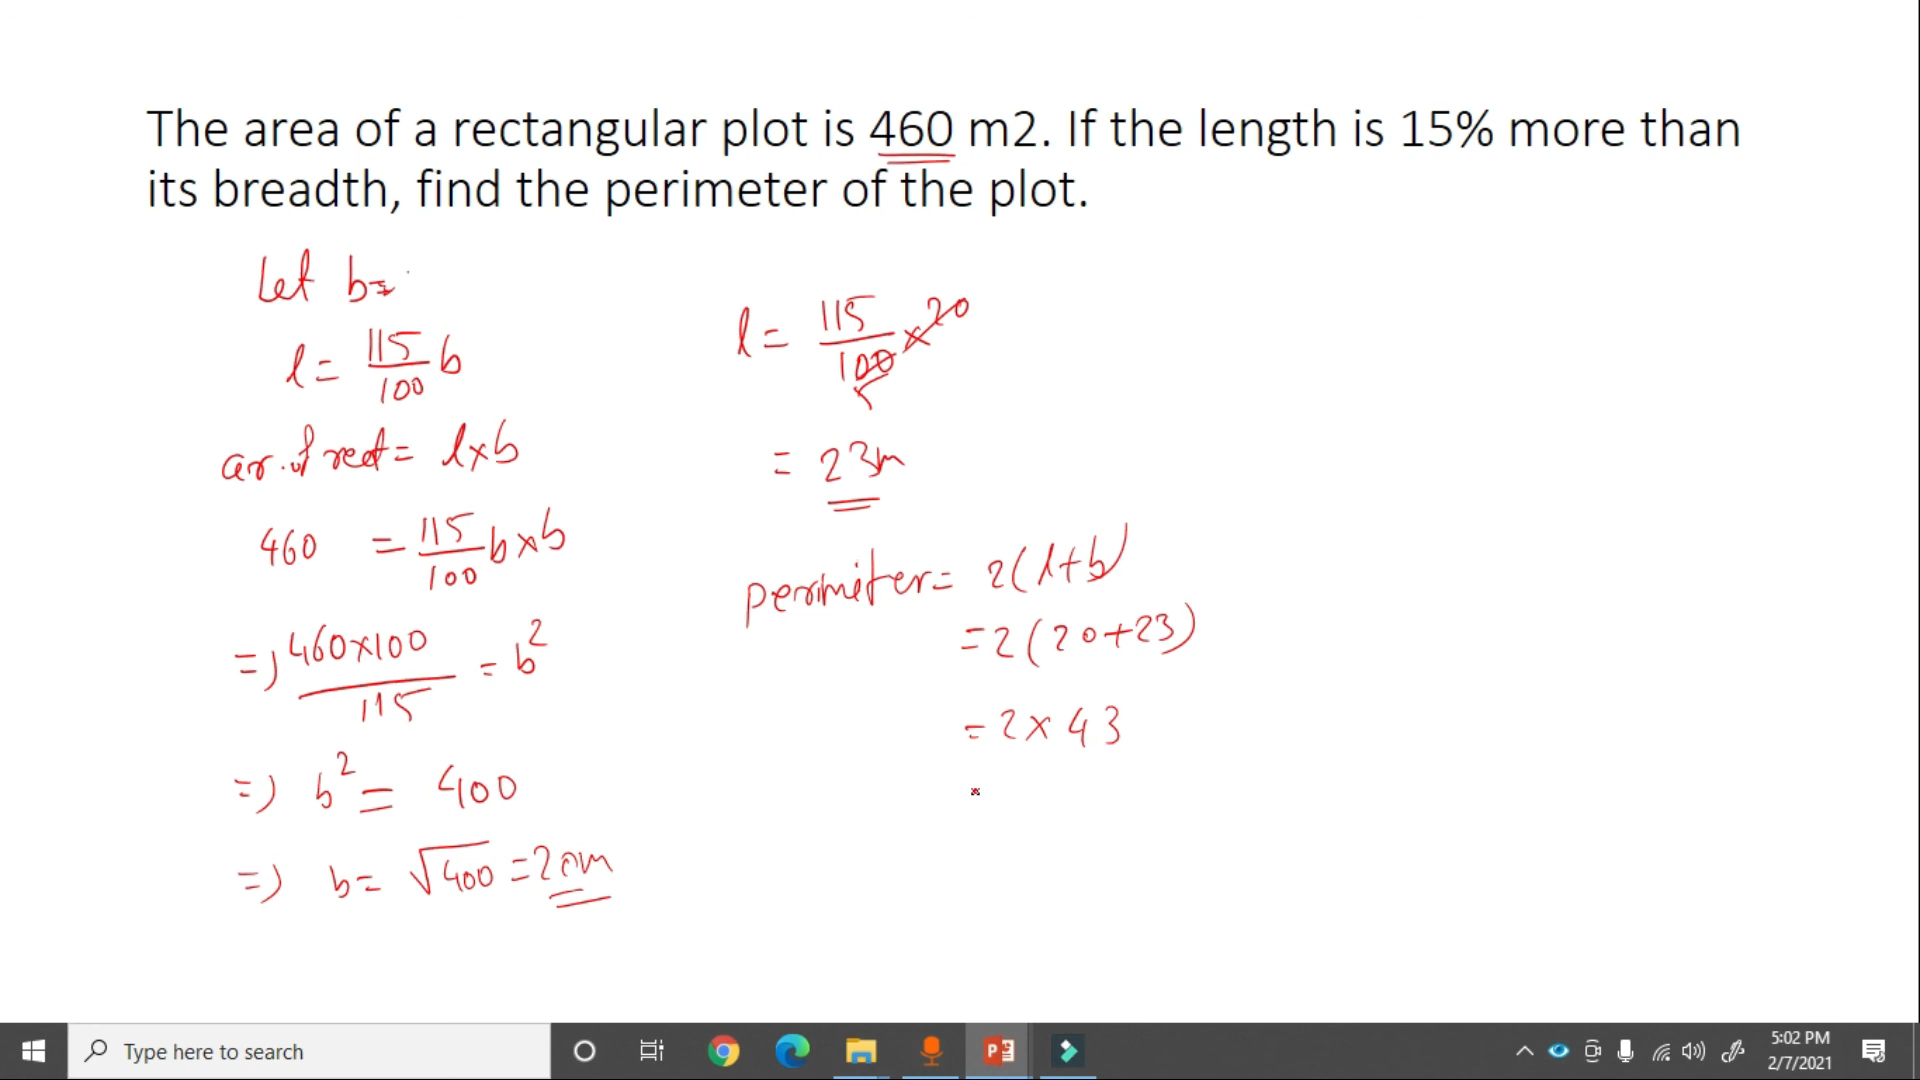 The area of a rectangular plot is 460 m2. If the length is 15% more than
its breadth, find the perimeter of the plot.
Let b=
l = 115/100 b
ar. of rect = l×b
460 = 115/100 b×b
=) 460×100/115 = b²
=) b² = 400
=) b = √400 = 20m
l = 115/100 × 20
5
= 23m
perimeter = 2(l+b)
= 2(20+23)
= 2 × 43
Type here to search
5:02 PM
2/7/2021